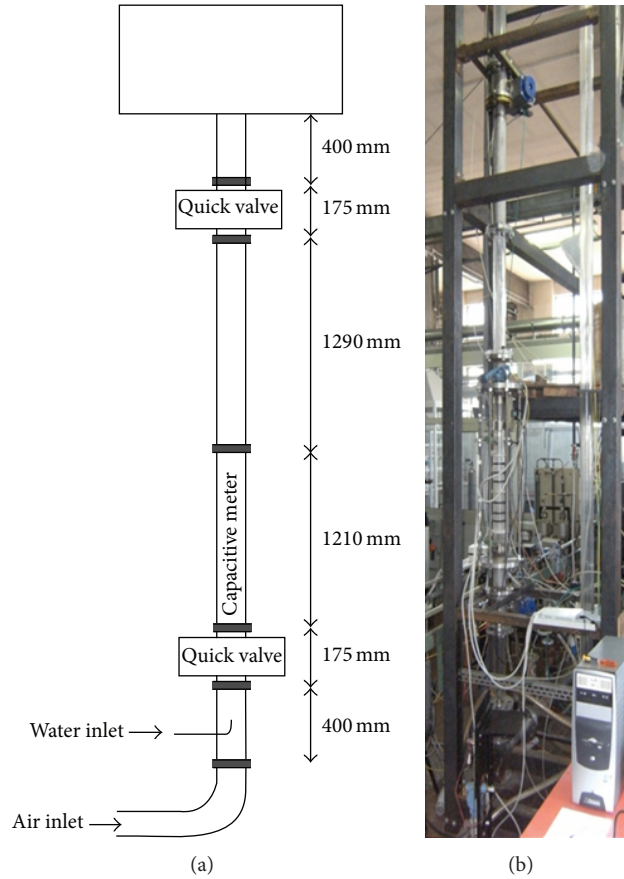 400 mm
Quick valve
175 mm
1290 mm
Capacitive meter
1210 mm
Quick valve
175 mm
400 mm
Water inlet
Air inlet
(a)
(b)